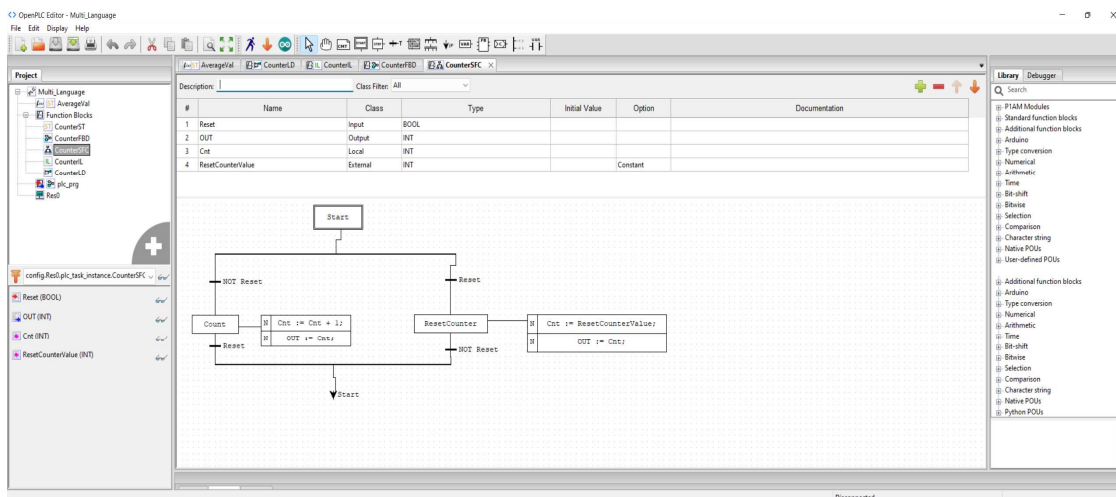 OpenPLC Editor - Multi_Language
File Edit Display Help
AverageVal CounterLD CounterIL CounterFBD CounterSFC
Project
Multi_Language
AverageVal
Function Blocks
CounterST
CounterFBD
CounterSFC
CounterIL
CounterLD
plc_prg
Res0
config.Res0.plc_task_instance.CounterSFC
Reset (BOOL)
OUT (INT)
Cnt (INT)
ResetCounterValue (INT)
Description: Class Filter: All
# Name Class Type Initial Value Option Documentation
1 Reset Input BOOL
2 OUT Output INT
3 Cnt Local INT
4 ResetCounterValue External INT Constant
Start
NOT Reset Reset
Count N Cnt := Cnt + 1;
N OUT := Cnt;
ResetCounter N Cnt := ResetCounterValue;
N OUT := Cnt;
Reset NOT Reset
Start
Library Debugger
Search
P1AM Modules
Standard function blocks
Additional function blocks
Arduino
Type conversion
Numerical
Arithmetic
Time
Bit-shift
Bitwise
Selection
Comparison
Character string
Native POUs
User-defined POUs
Additional function blocks
Arduino
Type conversion
Numerical
Arithmetic
Time
Bit-shift
Bitwise
Selection
Comparison
Character string
Native POUs
Python POUs